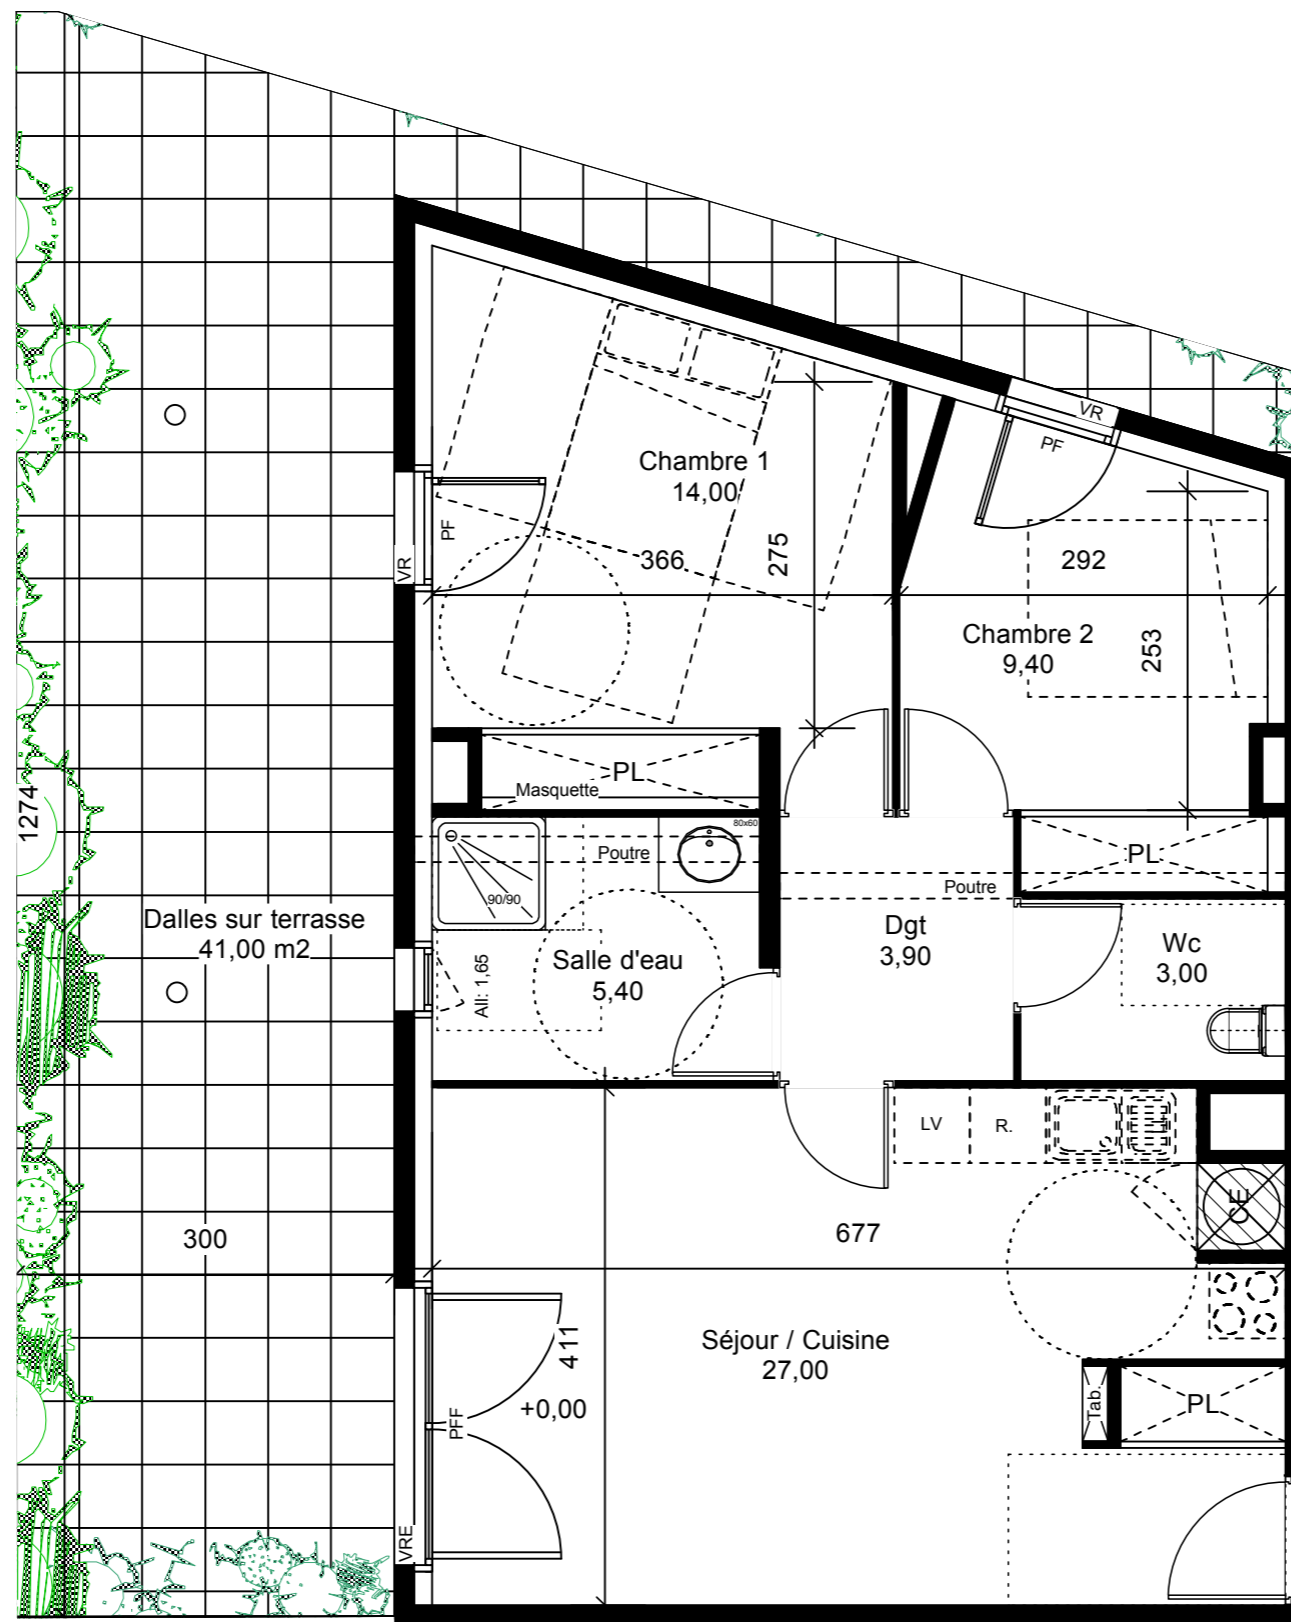 VR
PF
Chambre 1
14,00
275
366
292
PF
VR
Chambre 2
9,40
253
PL
Masquette
80x60
1274
Poutre
PL
90/90
Poutre
Dalles sur terrasse
41,00 m2
Dgt
3,90
Wc
3,00
Salle d'eau
5,40
All: 1,65
LV
R.
CE
300
677
411
Séjour / Cuisine
27,00
+0,00
PFF
Tab.
PL
VRE